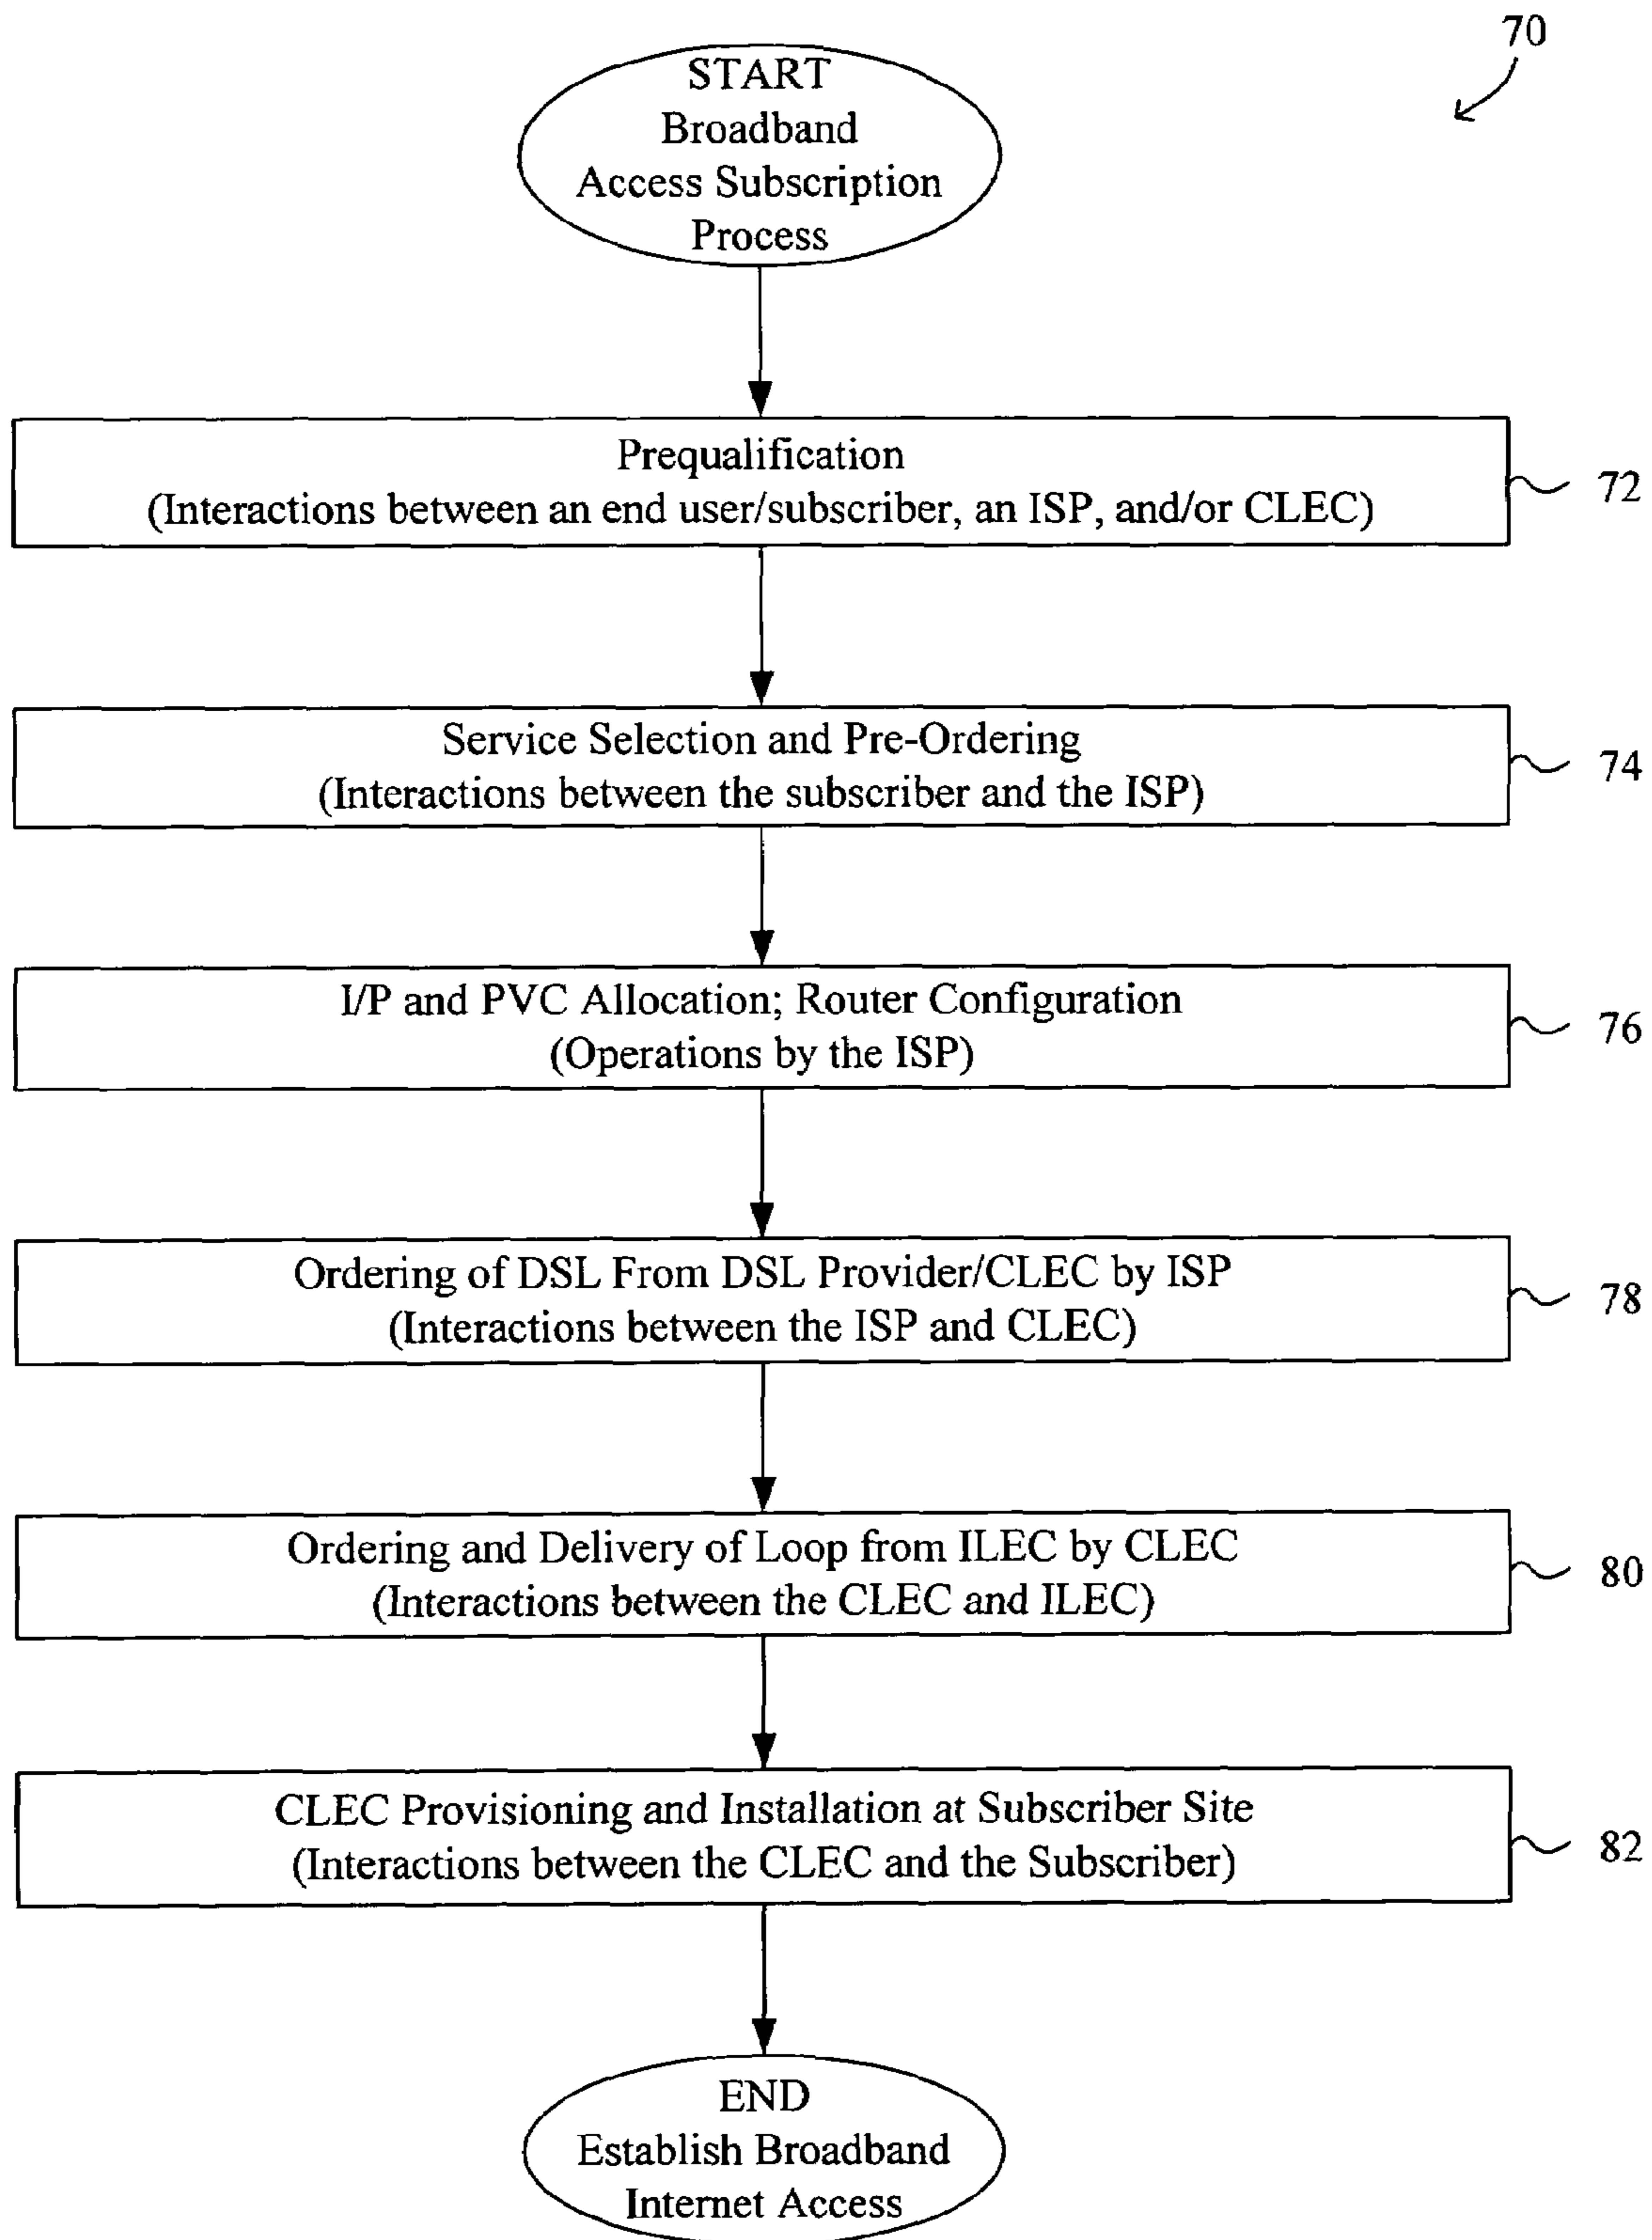 70
START
Broadband
Access Subscription
Process
Prequalification
(Interactions between an end user/subscriber, an ISP, and/or CLEC)
72
Service Selection and Pre-Ordering
(Interactions between the subscriber and the ISP)
74
I/P and PVC Allocation; Router Configuration
(Operations by the ISP)
76
Ordering of DSL From DSL Provider/CLEC by ISP
(Interactions between the ISP and CLEC)
78
Ordering and Delivery of Loop from ILEC by CLEC
(Interactions between the CLEC and ILEC)
80
CLEC Provisioning and Installation at Subscriber Site
(Interactions between the CLEC and the Subscriber)
82
END
Establish Broadband
Internet Access